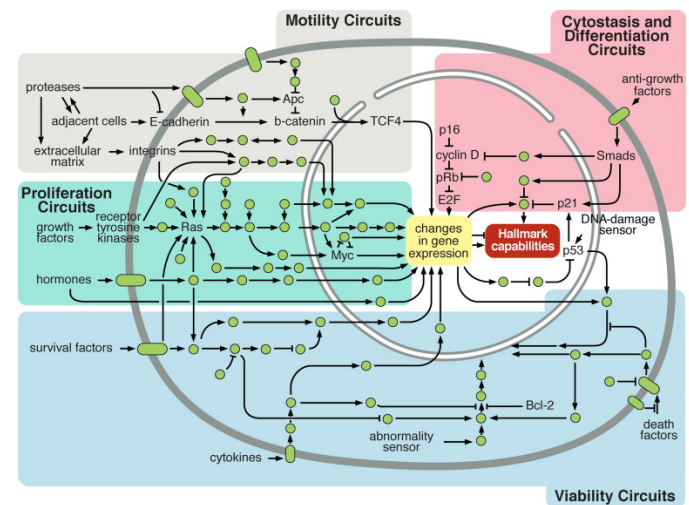 Motility Circuits
Cytostasis and
Differentiation
Circuits
proteases
Apc
anti-growth
factors
adjacent cells
E-cadherin
b-catenin
TCF4
p16
extracellular
matrix
integrins
cyclin D
Smads
pRb
Proliferation
Circuits
E2F
p21
growth
factors
receptor
tyrosine
kinases
Ras
changes
in gene
expression
Hallmark
capabilities
DNA-damage
sensor
Myc
p53
hormones
survival factors
Bcl-2
abnormality
sensor
death
factors
cytokines
Viability Circuits